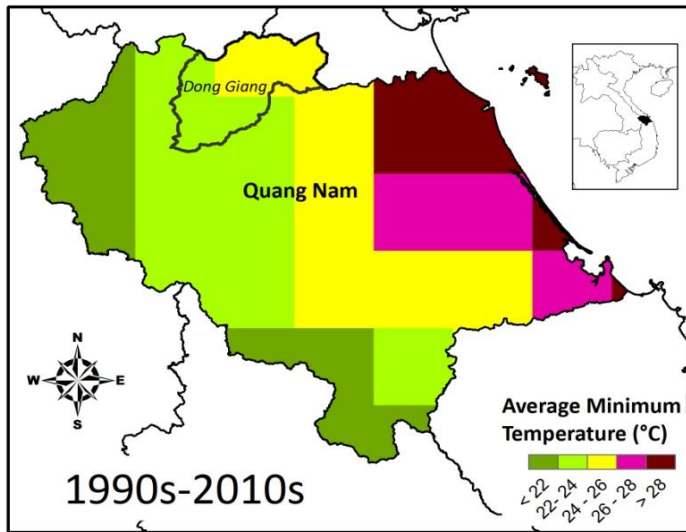 Dong Giang
Quang Nam
N
W E
S
1990s-2010s
Average Minimum
Temperature (°C)
< 22
22- 24
24 - 26
26 - 28
> 28